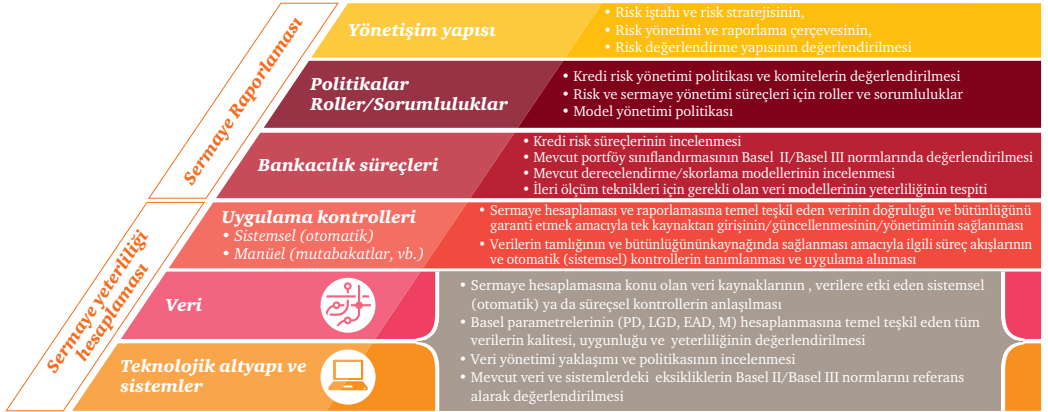 Sermaye Raporlaması
Yönetişim yapısı
• Risk iştahı ve risk stratejisinin,
• Risk yönetimi ve raporlama çerçevesinin,
• Risk değerlendirme yapısının değerlendirilmesi
Politikalar
Roller/Sorumluluklar
• Kredi risk yönetimi politikası ve komitelerin değerlendirilmesi
• Risk ve sermaye yönetimi süreçleri için roller ve sorumluluklar
• Model yönetimi politikası
Bankacılık süreçleri
• Kredi risk süreçlerinin incelenmesi
• Mevcut portföy sınıflandırmasının Basel II/Basel III normlarında değerlendirilmesi
• Mevcut derecelendirme/skorlama modellerinin incelenmesi
• İleri ölçüm teknikleri için gerekli olan veri modellerinin yeterliliğinin tespiti
Sermaye yeterliliği
hesaplaması
Uygulama kontrolleri
• Sistemsel (otomatik)
• Manüel (mutabakatlar, vb.)
• Sermaye hesaplaması ve raporlamasına temel teşkil eden verinin doğruluğu ve bütünlüğünü
garanti etmek amacıyla tek kaynaktan girişinin/güncellenmesinin/yönetiminin sağlanması
• Verilerin tamlığının ve bütünlüğününkaynağında sağlanması amacıyla ilgili süreç akışlarının
ve otomatik (sistemsel) kontrollerin tanımlanması ve uygulama alınması
Veri
• Sermaye hesaplamasına konu olan veri kaynaklarının , verilere etki eden sistemsel
(otomatik) ya da süreçsel kontrollerin anlaşılması
• Basel parametrelerinin (PD, LGD, EAD, M) hesaplanmasına temel teşkil eden tüm
verilerin kalitesi, uygunluğu ve yeterliliğinin değerlendirilmesi
Teknolojik altyapı ve
sistemler
• Veri yönetimi yaklaşımı ve politikasının incelenmesi
• Mevcut veri ve sistemlerdeki eksikliklerin Basel II/Basel III normlarını referans
alarak değerlendirilmesi